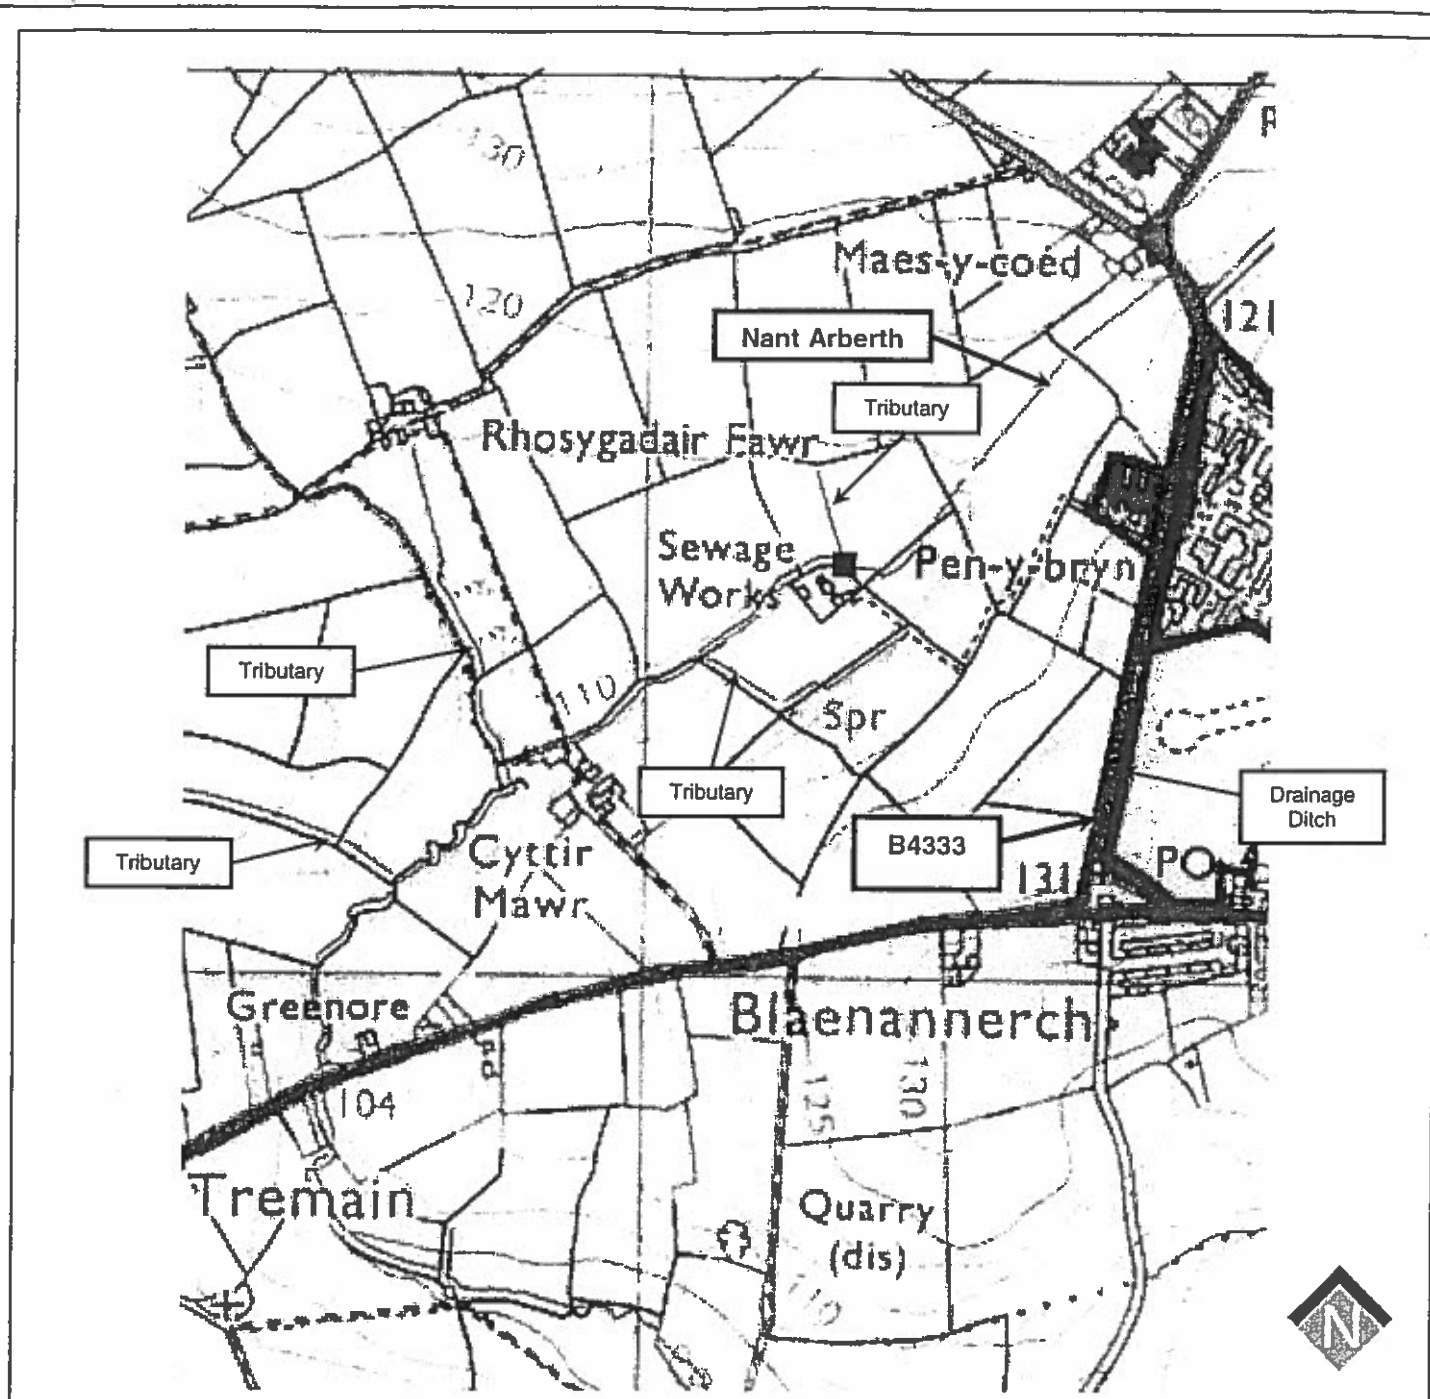 130
Maes-y-coed
121
120
Nant Arberth
Tributary
Rhosygadair Fawr
Sewage
Works
Pen-y-bryn
Tributary
110
Spr
Tributary
Drainage
Ditch
B4333
Tributary
Cyttir
Mawr
131
P
Greenore
Blaenannerch
104
125
130
Tremain
Quarry
(dis)
110
N